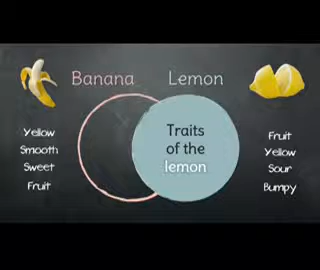 Banana
Lemon
Yellow
Smooth
Sweet
Fruit
Traits
of the
lemon
Fruit
Yellow
Sour
Bumpy